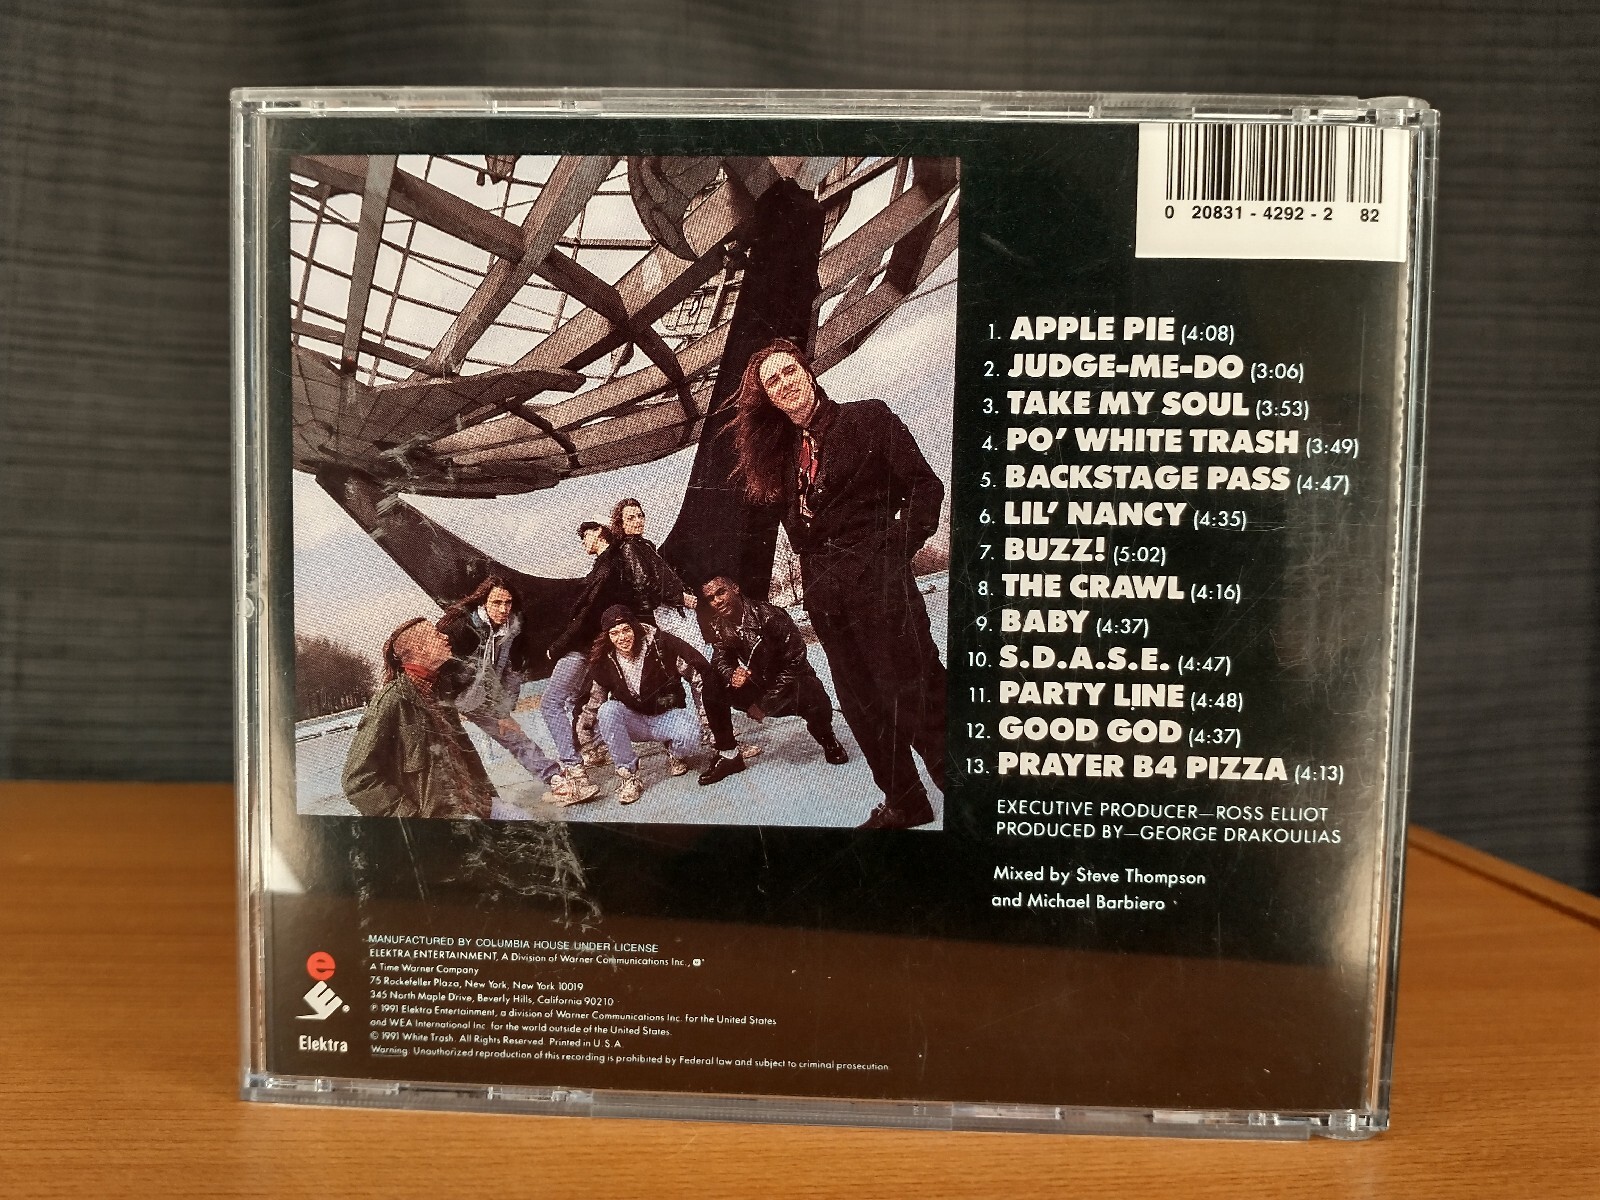 0 20831 - 4292 - 2 82
1. APPLE PIE (4:08)
2. JUDGE-ME-DO (3:06)
3. TAKE MY SOUL (3:53)
4. PO' WHITE TRASH (3:49)
5. BACKSTAGE PASS (4:47)
6. LIL' NANCY (4:35)
7. BUZZ! (5:02)
8. THE CRAWL (4:16)
9. BABY (4:37)
10. S.D.A.S.E. (4:47)
11. PARTY LINE (4:48)
12. GOOD GOD (4:37)
13. PRAYER B4 PIZZA (4:13)
EXECUTIVE PRODUCER—ROSS ELLIOT
PRODUCED BY—GEORGE DRAKOULIAS
Mixed by Steve Thompson
and Michael Barbiero
MANUFACTURED BY COLUMBIA HOUSE UNDER LICENSE
ELEKTRA ENTERTAINMENT, A Division of Warner Communications Inc.,
A Time Warner Company
75 Rockefeller Plaza, New York, New York 10019
345 North Maple Drive, Beverly Hills, California 90210
℗ 1991 Elektra Entertainment, a division of Warner Communications Inc. for the United States
and WEA International Inc. for the world outside of the United States.
© 1991 White Trash. All Rights Reserved. Printed in U.S.A.
Warning: Unauthorized reproduction of this recording is prohibited by Federal law and subject to criminal prosecution.
e
E
Elektra